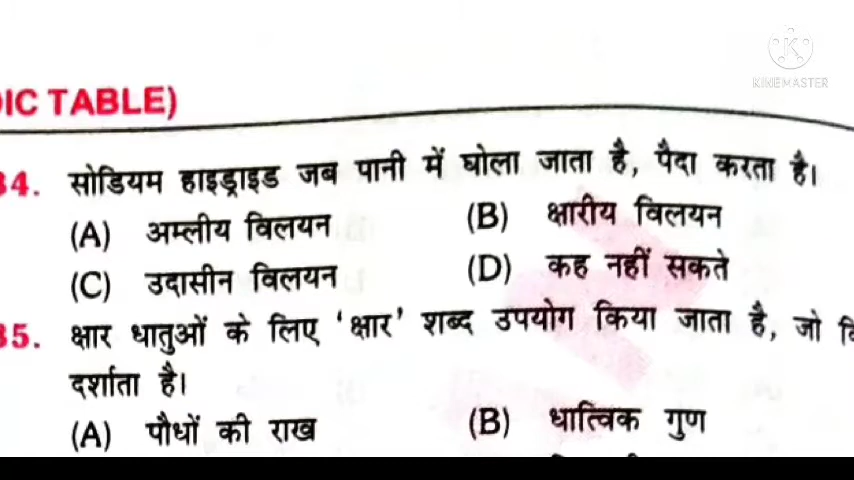 KINEMASTER
DIC TABLE)
34. सोडियम हाइड्राइड जब पानी में घोला जाता है, पैदा करता है।
(A) अम्लीय विलयन (B) क्षारीय विलयन
(C) उदासीन विलयन (D) कह नहीं सकते
35. क्षार धातुओं के लिए 'क्षार' शब्द उपयोग किया जाता है, जो
दर्शाता है।
(A) पौधों की राख (B) धात्विक गुण